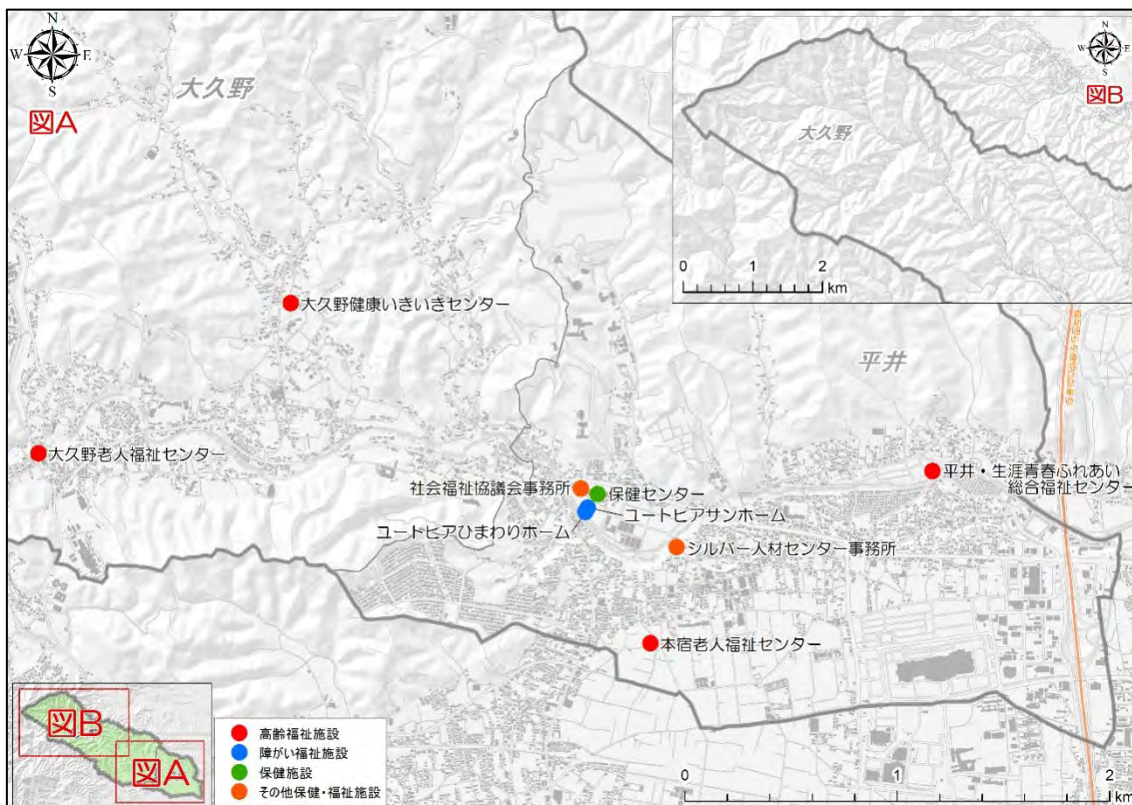 N
W E
S
図A
大久野
N
W E
S
図B
大久野
0 1 2
km
大久野健康いきいきセンター
平井
大久野老人福祉センター
平井・生涯青春ふれあい
総合福祉センター
社会福祉協議会事務所
保健センター
ユートピアサンホーム
ユートピアひまわりホーム
シルバー人材センター事務所
本宿老人福祉センター
図B
図A
高齢福祉施設
障がい福祉施設
保健施設
その他保健・福祉施設
0 1 2
km